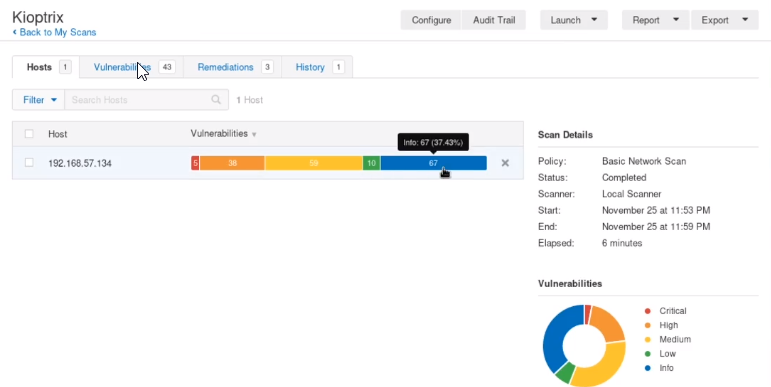 Kioptrix
Configure Audit Trail Launch Report Export
‹ Back to My Scans
Hosts 1 Vulnerabilities 43 Remediations 3 History 1
Filter Search Hosts 1 Host
Host Vulnerabilities
Scan Details
Info: 67 (37.43%)
192.168.57.134 5 38 59 10 67
Policy: Basic Network Scan
Status: Completed
Scanner: Local Scanner
Start: November 25 at 11:53 PM
End: November 25 at 11:59 PM
Elapsed: 6 minutes
Vulnerabilities
Critical
High
Medium
Low
Info